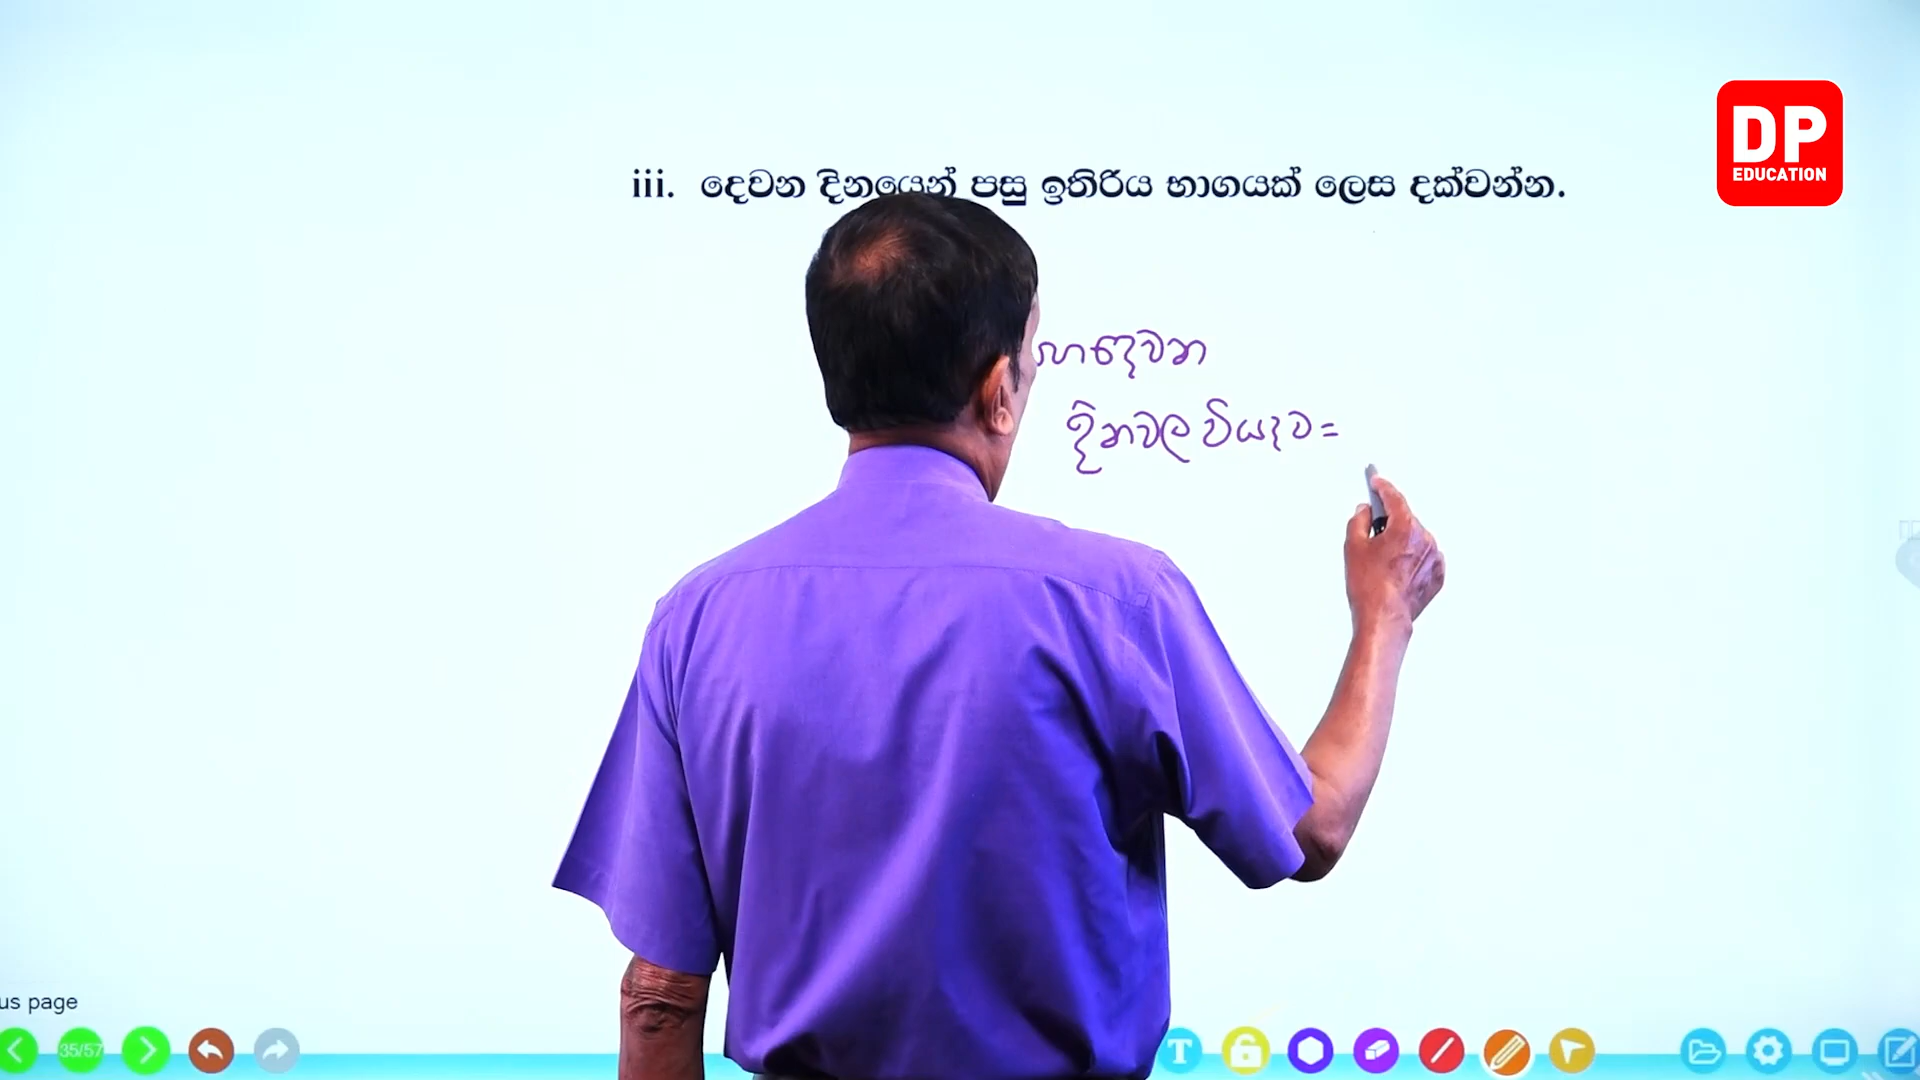 DP
EDUCATION
iii. දෙවන දිනයෙන් පසු ඉතිරිය භාගයක් ලෙස දක්වන්න.
හා දෙවන
දිනවල වියදම =
us page
35/57
T